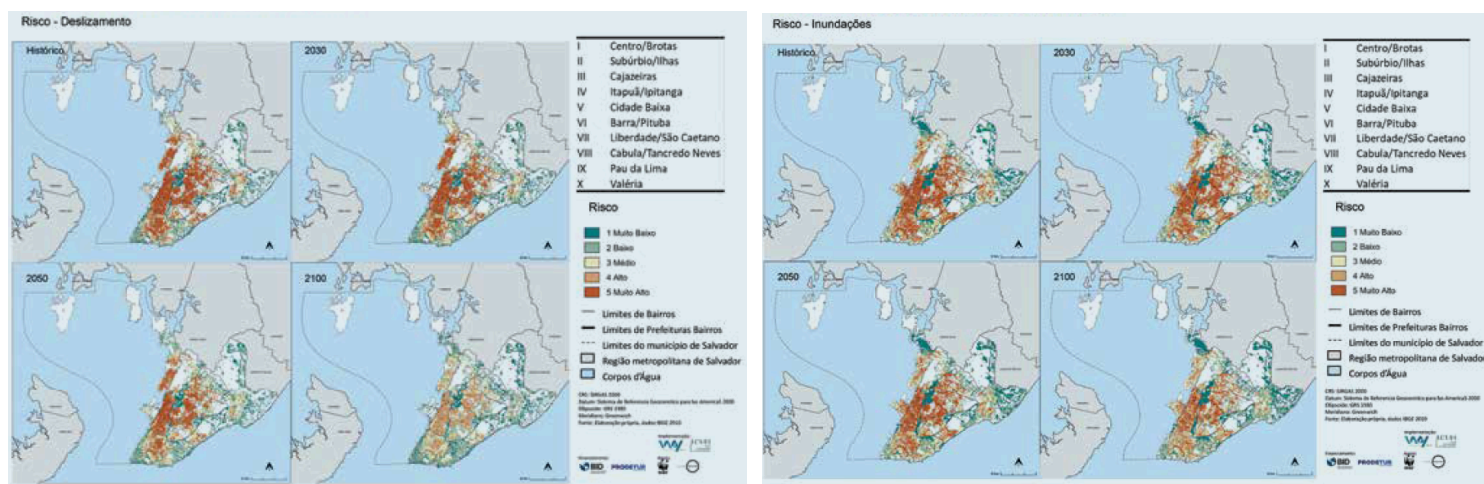 Risco - Deslizamento
Histórico
2030
2050
2100
I Centro/Brotas
II Subúrbio/Ilhas
III Cajazeiras
IV Itapuã/Ipitanga
V Cidade Baixa
VI Barra/Pituba
VII Liberdade/São Caetano
VIII Cabula/Tancredo Neves
IX Pau da Lima
X Valéria
Risco
1 Muito Baixo
2 Baixo
3 Médio
4 Alto
5 Muito Alto
Limites de Bairros
Limites de Prefeituras Bairros
Limites do município de Salvador
Região metropolitana de Salvador
Corpos d'Água
Meridiano: Greenwich
BID
PRODETUR
WWF
Risco - Inundações
Histórico
2030
2050
2100
I Centro/Brotas
II Subúrbio/Ilhas
III Cajazeiras
IV Itapuã/Ipitanga
V Cidade Baixa
VI Barra/Pituba
VII Liberdade/São Caetano
VIII Cabula/Tancredo Neves
IX Pau da Lima
X Valéria
Risco
1 Muito Baixo
2 Baixo
3 Médio
4 Alto
5 Muito Alto
Limites de Bairros
Limites de Prefeituras Bairros
Limites do município de Salvador
Região metropolitana de Salvador
Corpos d'Água
Meridiano: Greenwich
BID
PRODETUR
WWF